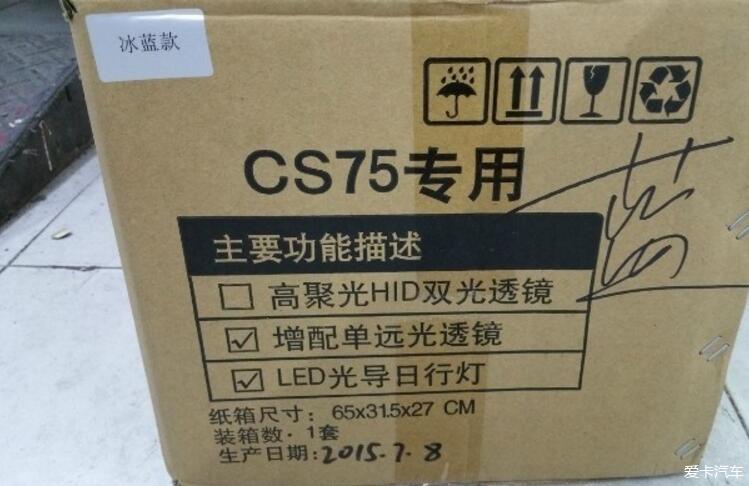 冰蓝款
CS75专用
蓝
主要功能描述
高聚光HID双光透镜
增配单远光透镜
LED光导日行灯
纸箱尺寸：65x31.5x27 CM
装箱数．1套
生产日期：2015.7.8
爱卡汽车